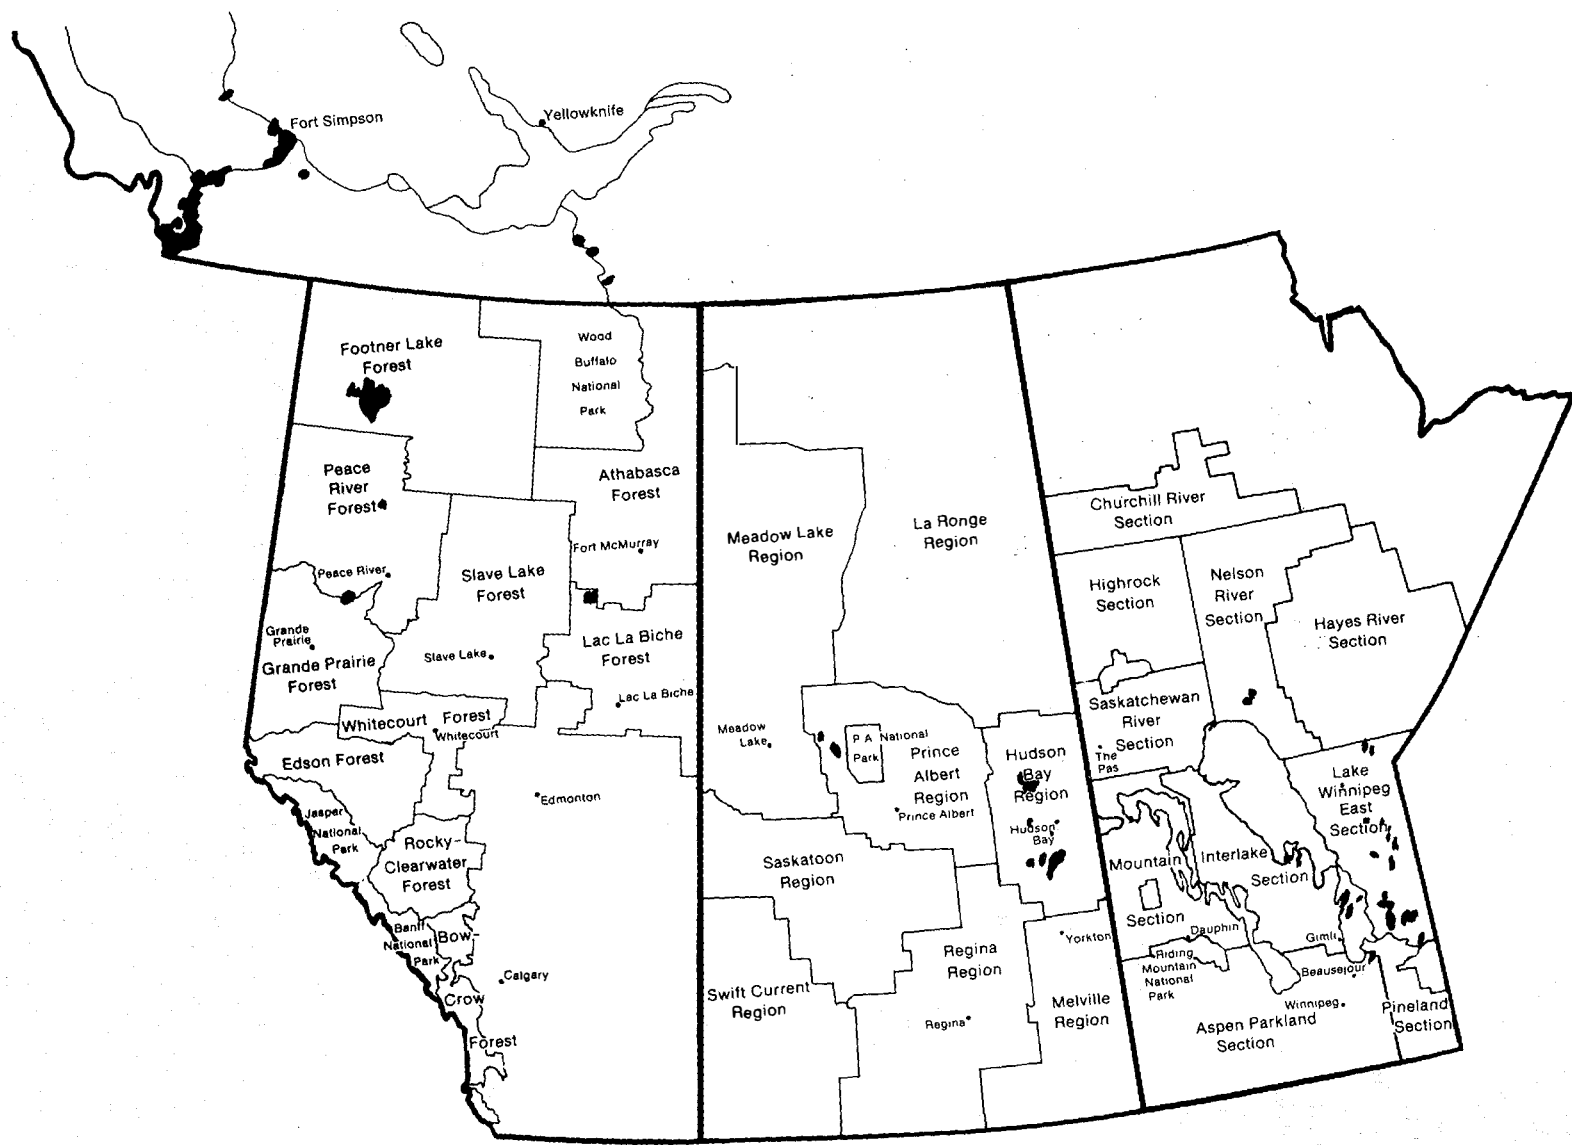 Fort Simpson
Yellowknife
Footner Lake
Forest
Wood
Buffalo
National
Park
Peace
River
Forest
Athabasca
Forest
Fort McMurray
Peace River
Slave Lake
Forest
Grande
Prairie
Grande Prairie
Forest
Slave Lake
Lac La Biche
Forest
Lac La Biche
Whitecourt Forest
Whitecourt
Edson Forest
Edmonton
Jasper
National
Park
Rocky-
Clearwater
Forest
Banff
National
Park
Bow-
Crow
Forest
Calgary
Meadow Lake
Region
La Ronge
Region
Meadow
Lake
P A National
Park
Prince
Albert
Region
Prince Albert
Hudson
Bay
Region
Hudson
Bay
Saskatoon
Region
Swift Current
Region
Regina
Region
Regina
Yorkton
Melville
Region
Churchill River
Section
Highrock
Section
Nelson
River
Section
Hayes River
Section
Saskatchewan
River
Section
The
Pas
Lake
Winnipeg
East
Section
Mountain
Section
Interlake
Section
Dauphin
Gimli
Riding
Mountain
National
Park
Beausejour
Winnipeg
Aspen Parkland
Section
Pineland
Section